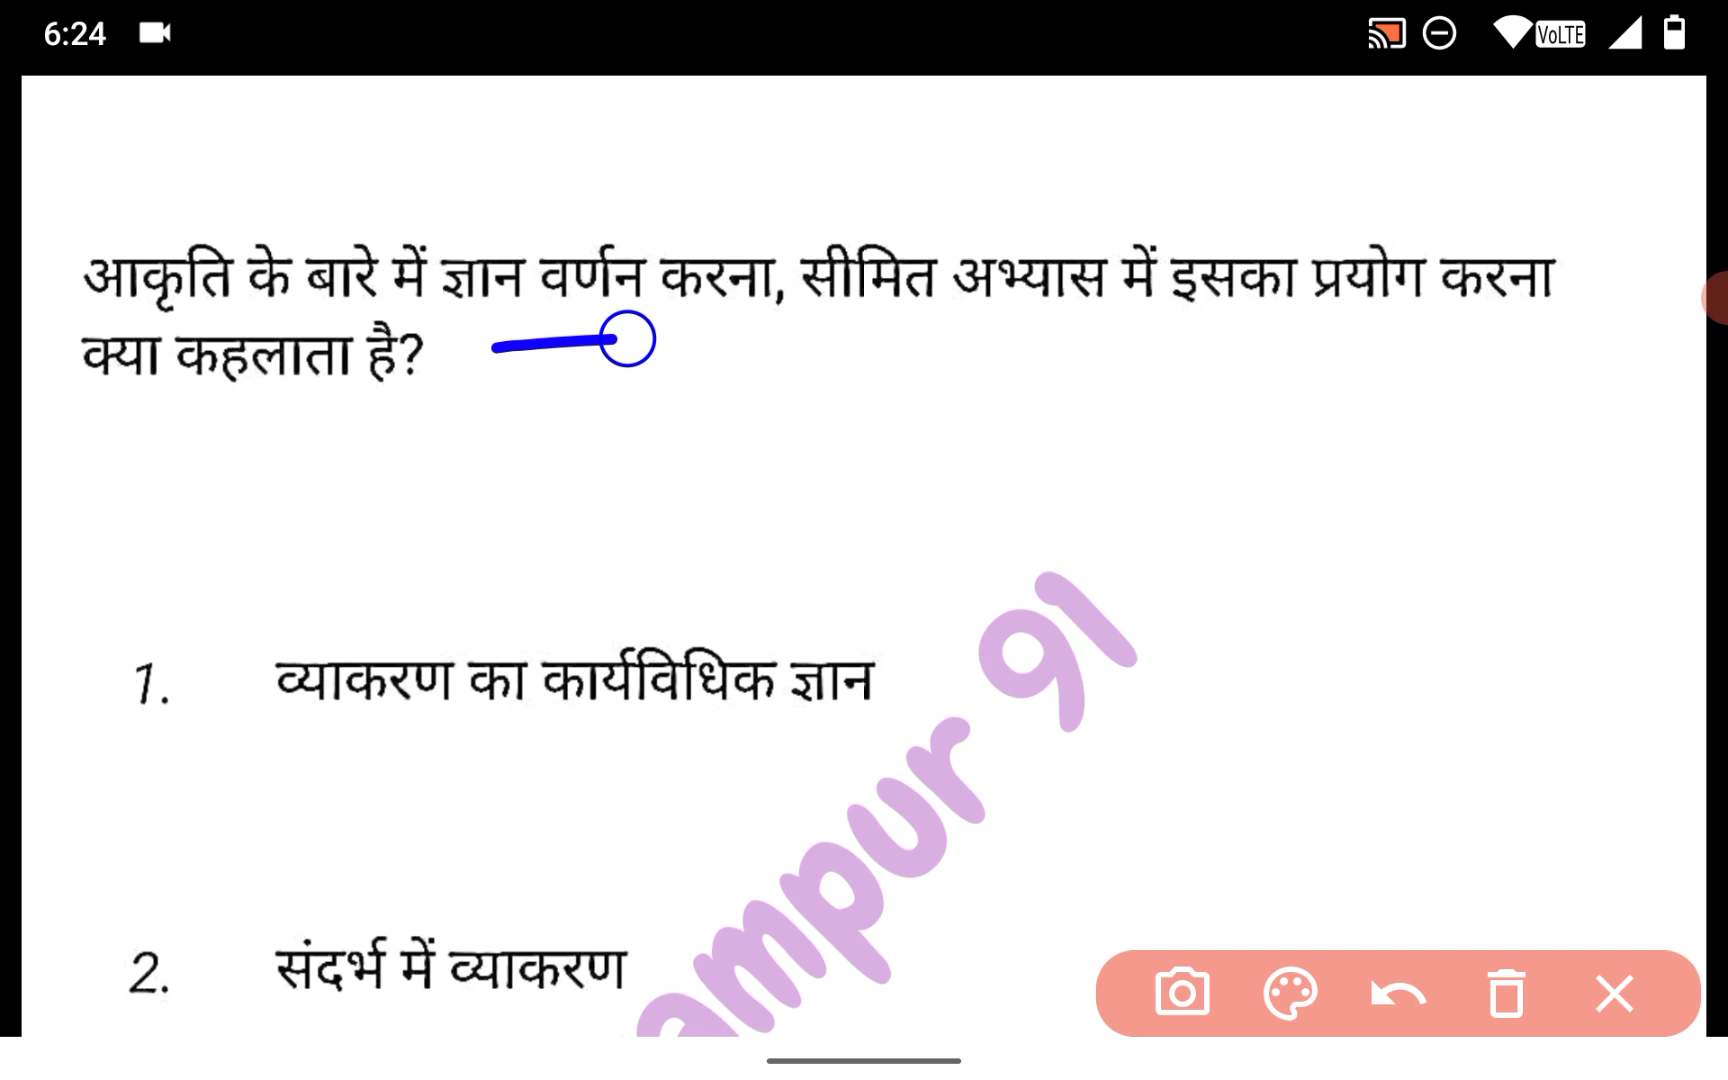 6:24
VoLTE
आकृति के बारे में ज्ञान वर्णन करना, सीमित अभ्यास में इसका प्रयोग करना
क्या कहलाता है?
1. व्याकरण का कार्यविधिक ज्ञान
2. संदर्भ में व्याकरण
ampur 91